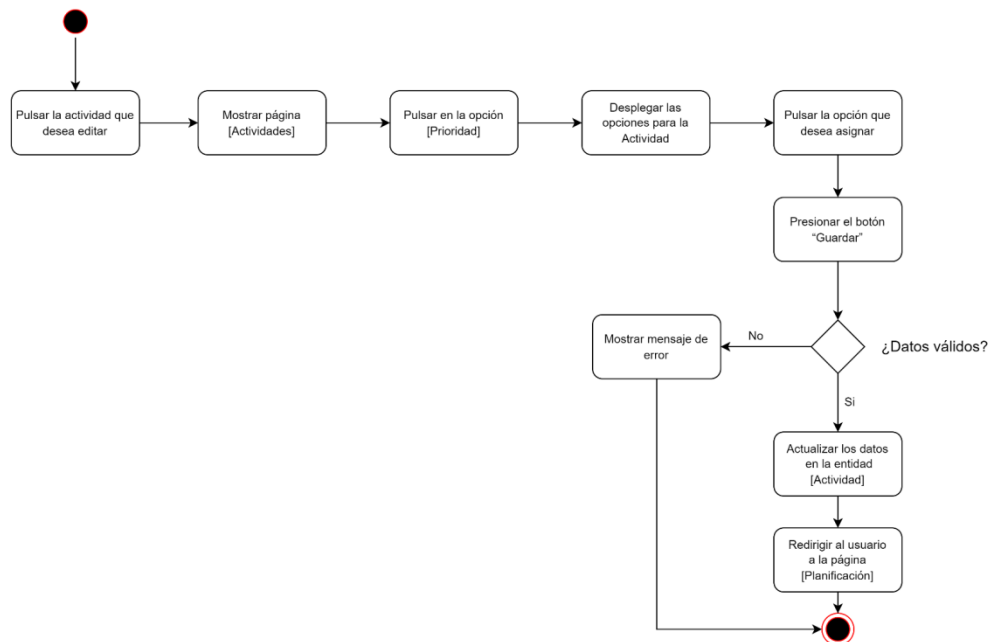 Pulsar la actividad que
desea editar
Mostrar página
[Actividades]
Pulsar en la opción
[Prioridad]
Desplegar las
opciones para la
Actividad
Pulsar la opción que
desea asignar
Presionar el botón
“Guardar”
¿Datos válidos?
No
Mostrar mensaje de
error
Si
Actualizar los datos
en la entidad
[Actividad]
Redirigir al usuario
a la página
[Planificación]